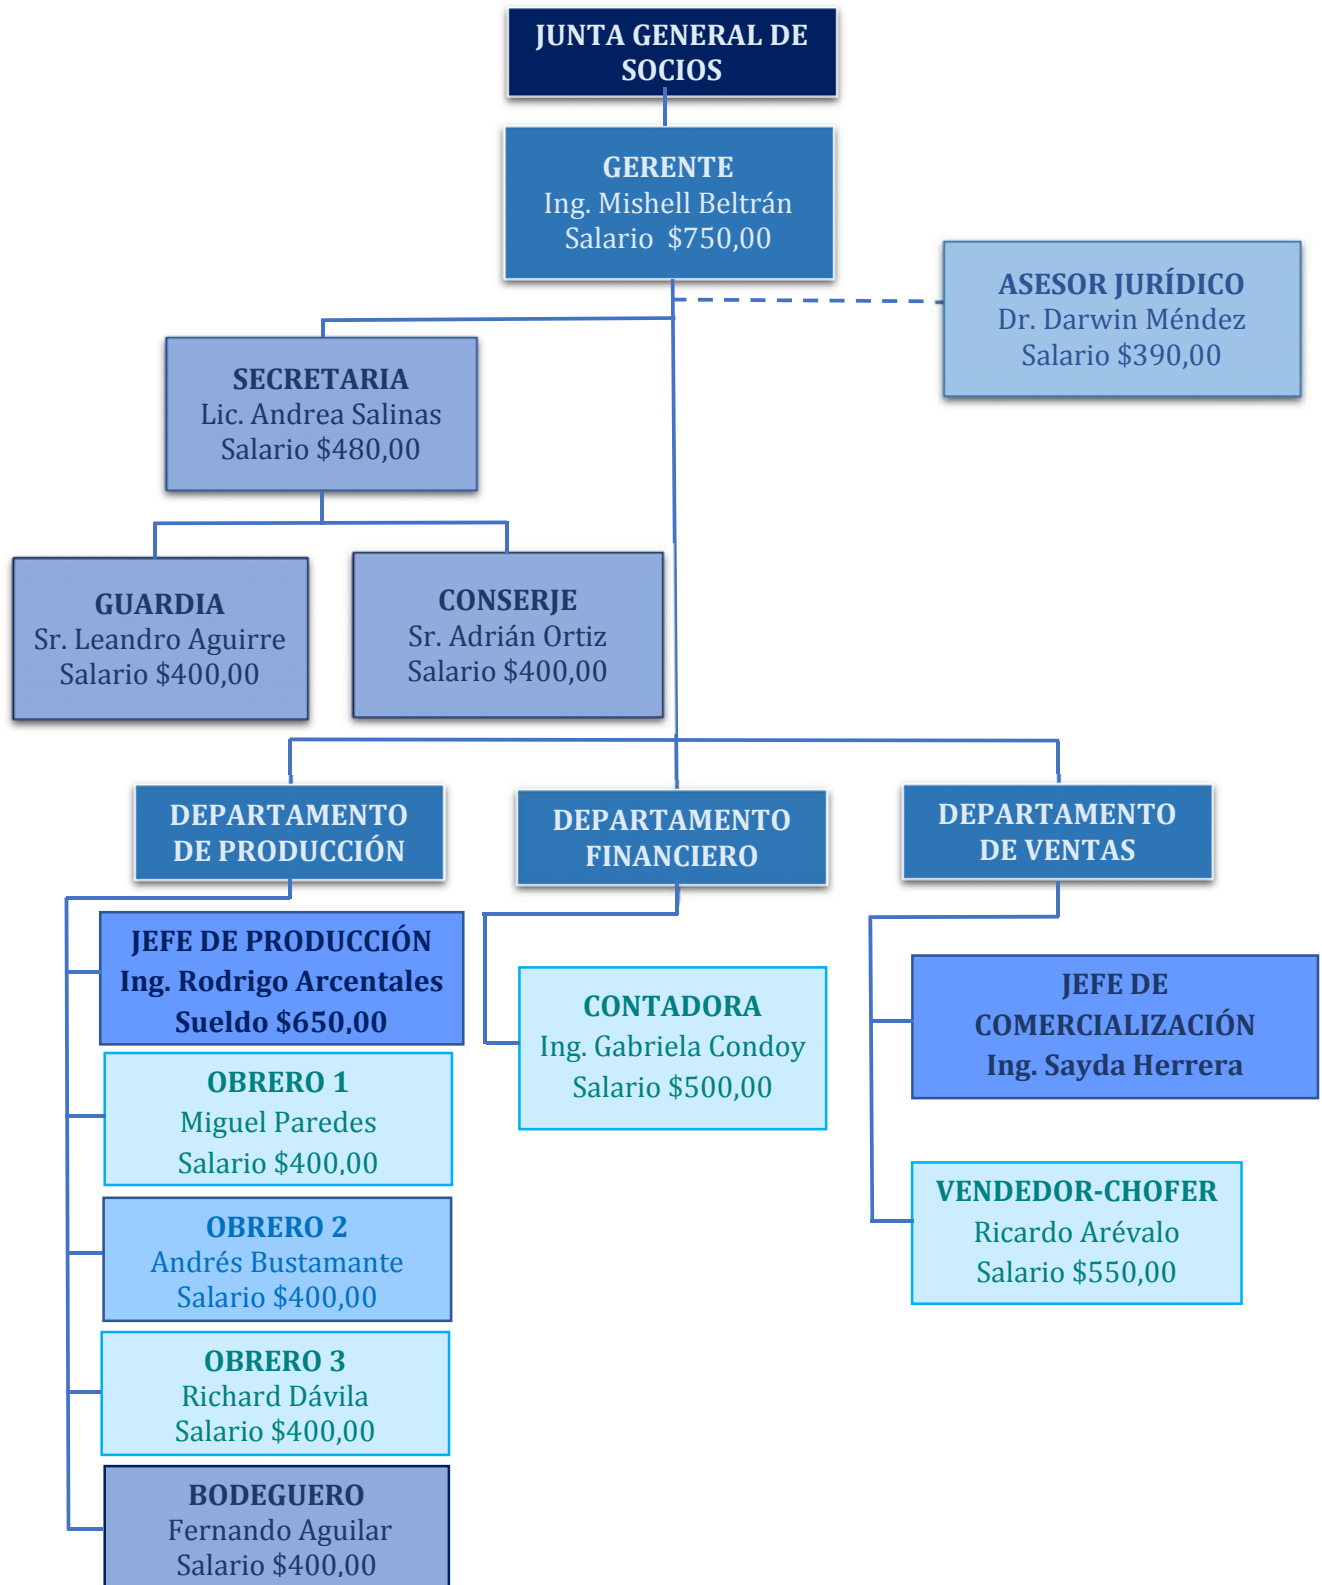 JUNTA GENERAL DE
SOCIOS
GERENTE
Ing. Mishell Beltrán
Salario $750,00
ASESOR JURÍDICO
Dr. Darwin Méndez
Salario $390,00
SECRETARIA
Lic. Andrea Salinas
Salario $480,00
GUARDIA
Sr. Leandro Aguirre
Salario $400,00
CONSERJE
Sr. Adrián Ortiz
Salario $400,00
DEPARTAMENTO
DE PRODUCCIÓN
DEPARTAMENTO
FINANCIERO
DEPARTAMENTO
DE VENTAS
JEFE DE PRODUCCIÓN
Ing. Rodrigo Arcentales
Sueldo $650,00
OBRERO 1
Miguel Paredes
Salario $400,00
OBRERO 2
Andrés Bustamante
Salario $400,00
OBRERO 3
Richard Dávila
Salario $400,00
BODEGUERO
Fernando Aguilar
Salario $400,00
CONTADORA
Ing. Gabriela Condoy
Salario $500,00
JEFE DE
COMERCIALIZACIÓN
Ing. Sayda Herrera
VENDEDOR-CHOFER
Ricardo Arévalo
Salario $550,00